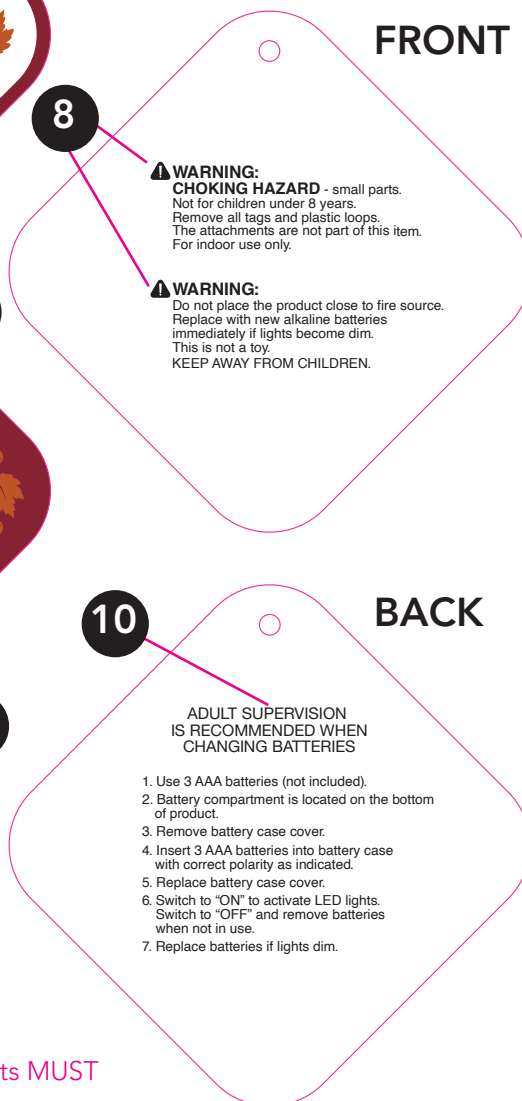 FRONT
8
WARNING:
CHOKING HAZARD - small parts.
Not for children under 8 years.
Remove all tags and plastic loops.
The attachments are not part of this item.
For indoor use only.
WARNING:
Do not place the product close to fire source.
Replace with new alkaline batteries
immediately if lights become dim.
This is not a toy.
KEEP AWAY FROM CHILDREN.
BACK
10
ADULT SUPERVISION
IS RECOMMENDED WHEN
CHANGING BATTERIES
1. Use 3 AAA batteries (not included).
2. Battery compartment is located on the bottom
of product.
3. Remove battery case cover.
4. Insert 3 AAA batteries into battery case
with correct polarity as indicated.
5. Replace battery case cover.
6. Switch to “ON” to activate LED lights.
Switch to “OFF” and remove batteries
when not in use.
7. Replace batteries if lights dim.
ts MUST